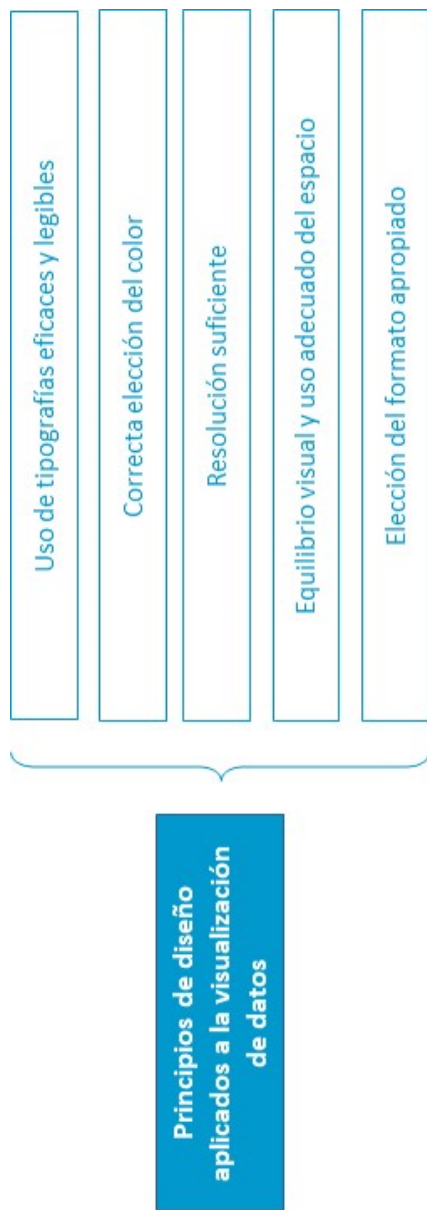 Principios de diseño
aplicados a la visualización
de datos
Uso de tipografías eficaces y legibles
Correcta elección del color
Resolución suficiente
Equilibrio visual y uso adecuado del espacio
Elección del formato apropiado